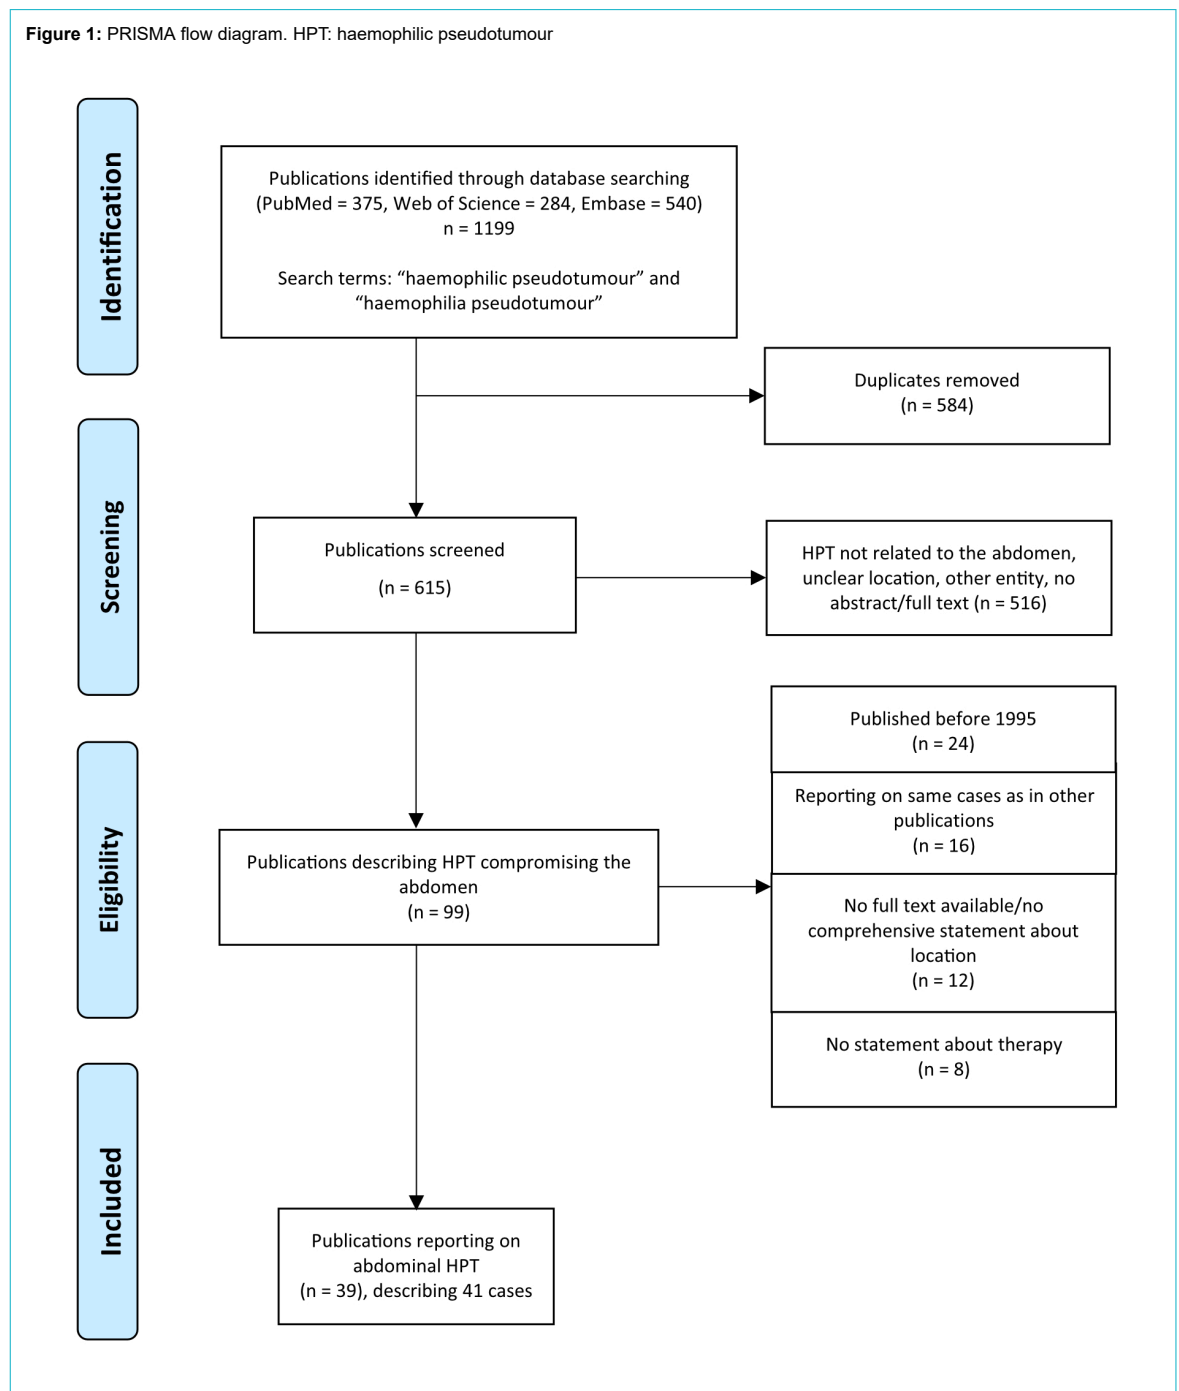 Figure 1: PRISMA flow diagram. HPT: haemophilic pseudotumour
Identification
Publications identified through database searching
(PubMed = 375, Web of Science = 284, Embase = 540)
n = 1199
Search terms: “haemophilic pseudotumour” and
“haemophilia pseudotumour”
Duplicates removed
(n = 584)
Screening
Publications screened
(n = 615)
HPT not related to the abdomen,
unclear location, other entity, no
abstract/full text (n = 516)
Eligibility
Publications describing HPT compromising the
abdomen
(n = 99)
Published before 1995
(n = 24)
Reporting on same cases as in other
publications
(n = 16)
No full text available/no
comprehensive statement about
location
(n = 12)
No statement about therapy
(n = 8)
Included
Publications reporting on
abdominal HPT
(n = 39), describing 41 cases